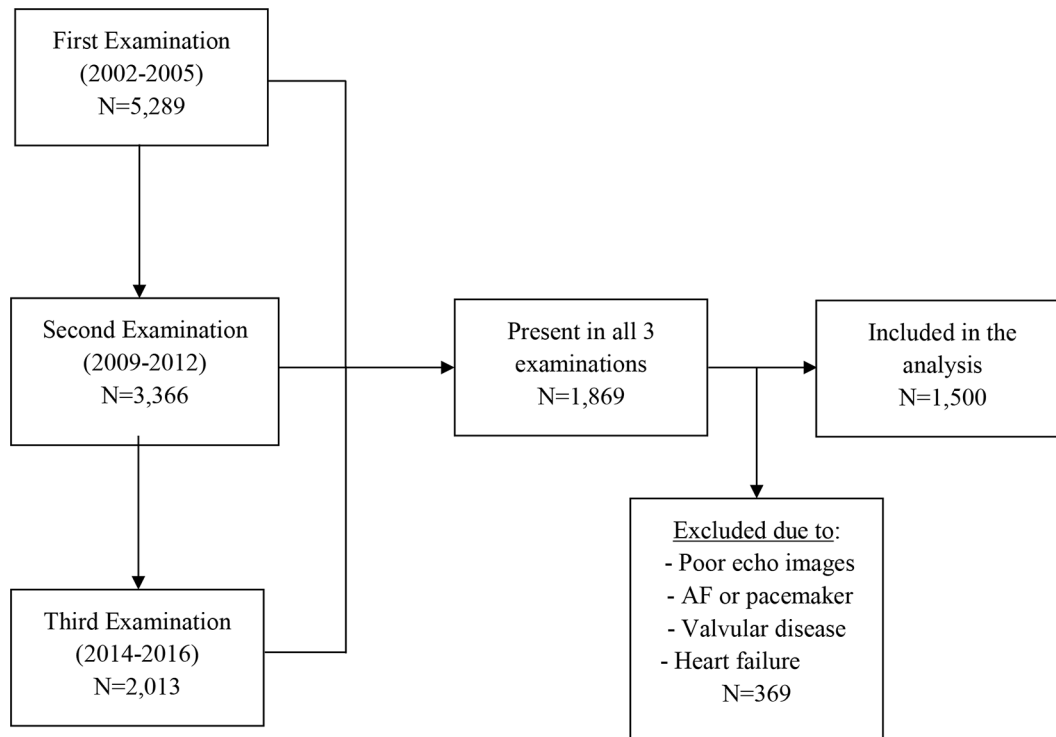 First Examination
(2002-2005)
N=5,289
Second Examination
(2009-2012)
N=3,366
Third Examination
(2014-2016)
N=2,013
Present in all 3
examinations
N=1,869
Included in the
analysis
N=1,500
Excluded due to:
- Poor echo images
- AF or pacemaker
- Valvular disease
- Heart failure
N=369